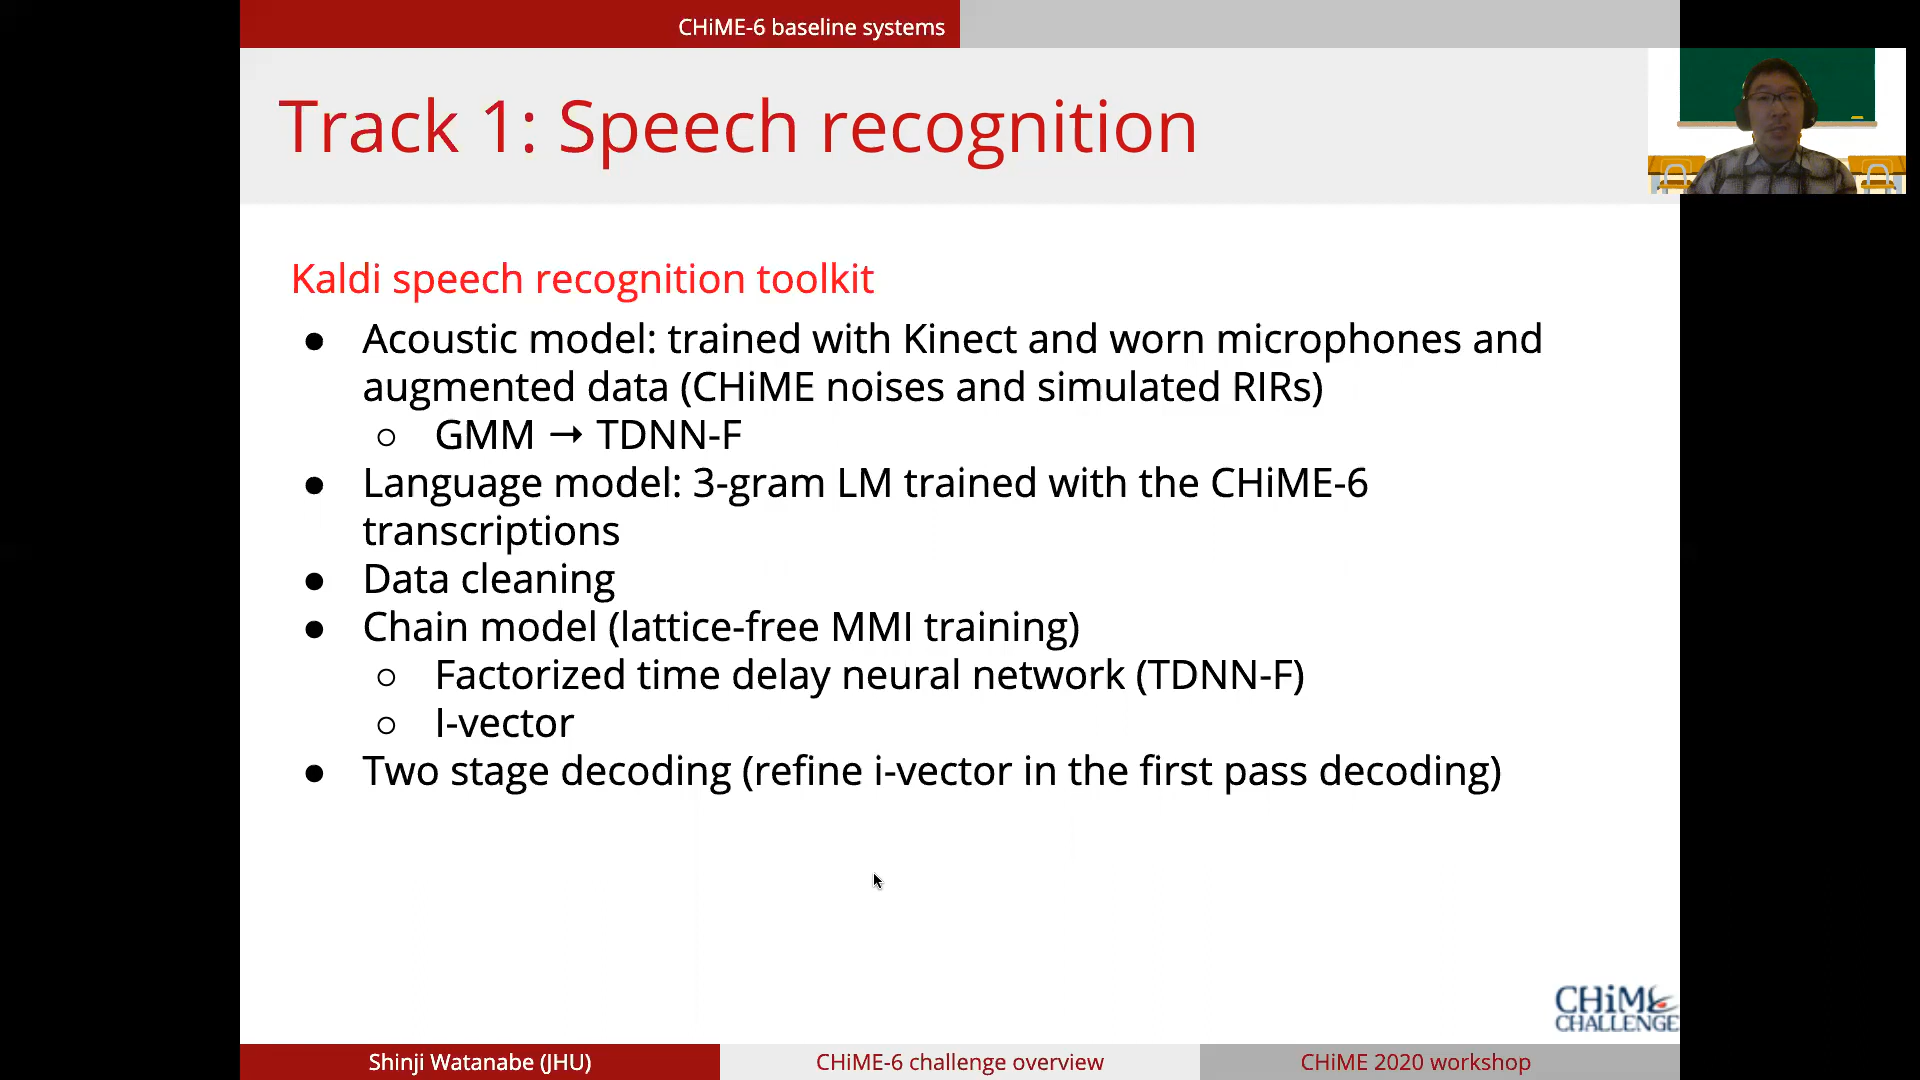 CHiME-6 baseline systems
Track 1: Speech recognition
Kaldi speech recognition toolkit
● Acoustic model: trained with Kinect and worn microphones and
augmented data (CHiME noises and simulated RIRs)
○ GMM → TDNN-F
● Language model: 3-gram LM trained with the CHiME-6
transcriptions
● Data cleaning
● Chain model (lattice-free MMI training)
○ Factorized time delay neural network (TDNN-F)
○ I-vector
● Two stage decoding (refine i-vector in the first pass decoding)
CHiME
CHALLENGE
Shinji Watanabe (JHU)
CHiME-6 challenge overview
CHiME 2020 workshop